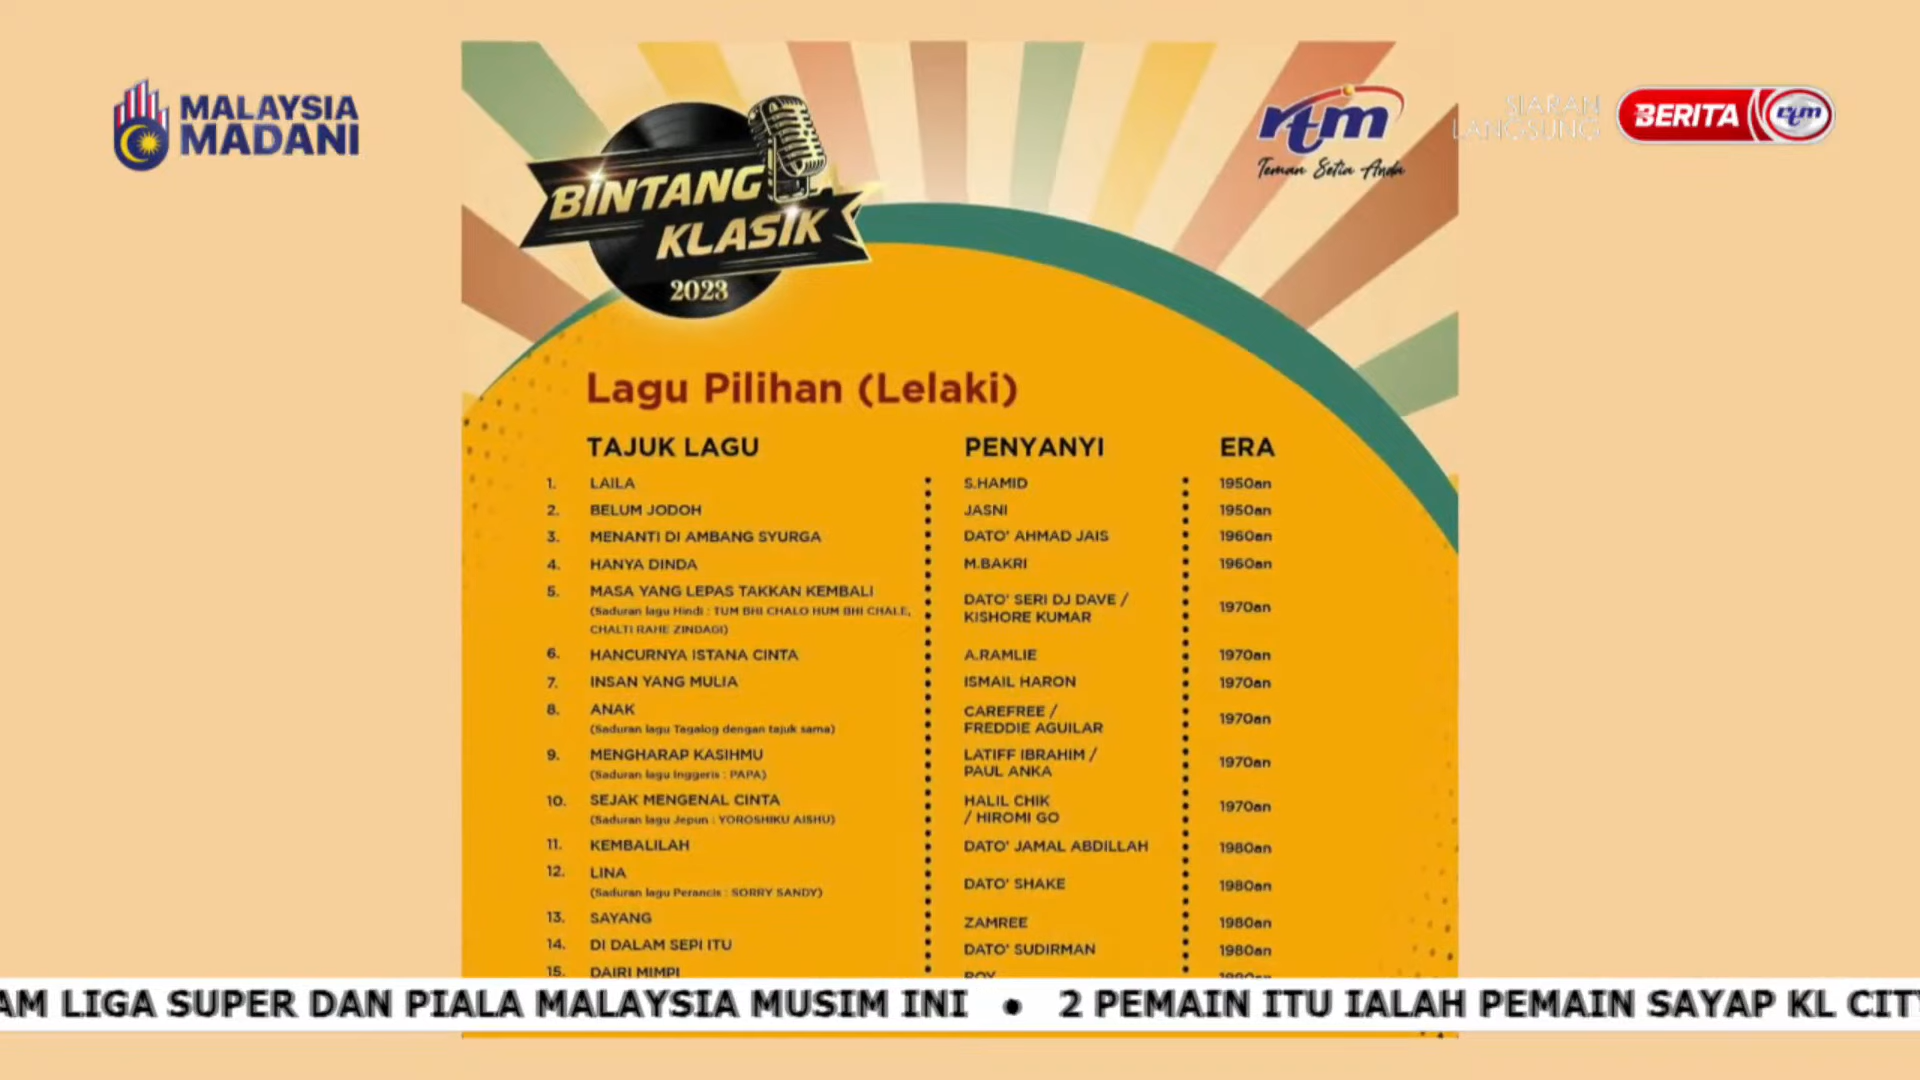 MALAYSIA
MADANI
BINTANG
KLASIK
2023
rtm
Teman Setia Anda
SIARAN
LANGSUNG
BERITA rtm
Lagu Pilihan (Lelaki)
TAJUK LAGU PENYANYI ERA
1. LAILA S.HAMID 1950an
2. BELUM JODOH JASNI 1950an
3. MENANTI DI AMBANG SYURGA DATO' AHMAD JAIS 1960an
4. HANYA DINDA M.BAKRI 1960an
5. MASA YANG LEPAS TAKKAN KEMBALI DATO' SERI DJ DAVE / 1970an
(Saduran lagu Hindi : TUM BHI CHALO HUM BHI CHALE, KISHORE KUMAR
CHALTI RAHE ZINDAGI)
6. HANCURNYA ISTANA CINTA A.RAMLIE 1970an
7. INSAN YANG MULIA ISMAIL HARON 1970an
8. ANAK CAREFREE / 1970an
(Saduran lagu Tagalog dengan tajuk sama) FREDDIE AGUILAR
9. MENGHARAP KASIHMU LATIFF IBRAHIM / 1970an
(Saduran lagu Inggeris : PAPA) PAUL ANKA
10. SEJAK MENGENAL CINTA HALIL CHIK 1970an
(Saduran lagu Jepun : YOROSHIKU AISHU) / HIROMI GO
11. KEMBALILAH DATO' JAMAL ABDILLAH 1980an
12. LINA DATO' SHAKE 1980an
(Saduran lagu Perancis : SORRY SANDY)
13. SAYANG ZAMREE 1980an
14. DI DALAM SEPI ITU DATO' SUDIRMAN 1980an
15. DAIRI MIMPI ROY
AM LIGA SUPER DAN PIALA MALAYSIA MUSIM INI • 2 PEMAIN ITU IALAH PEMAIN SAYAP KL CITY